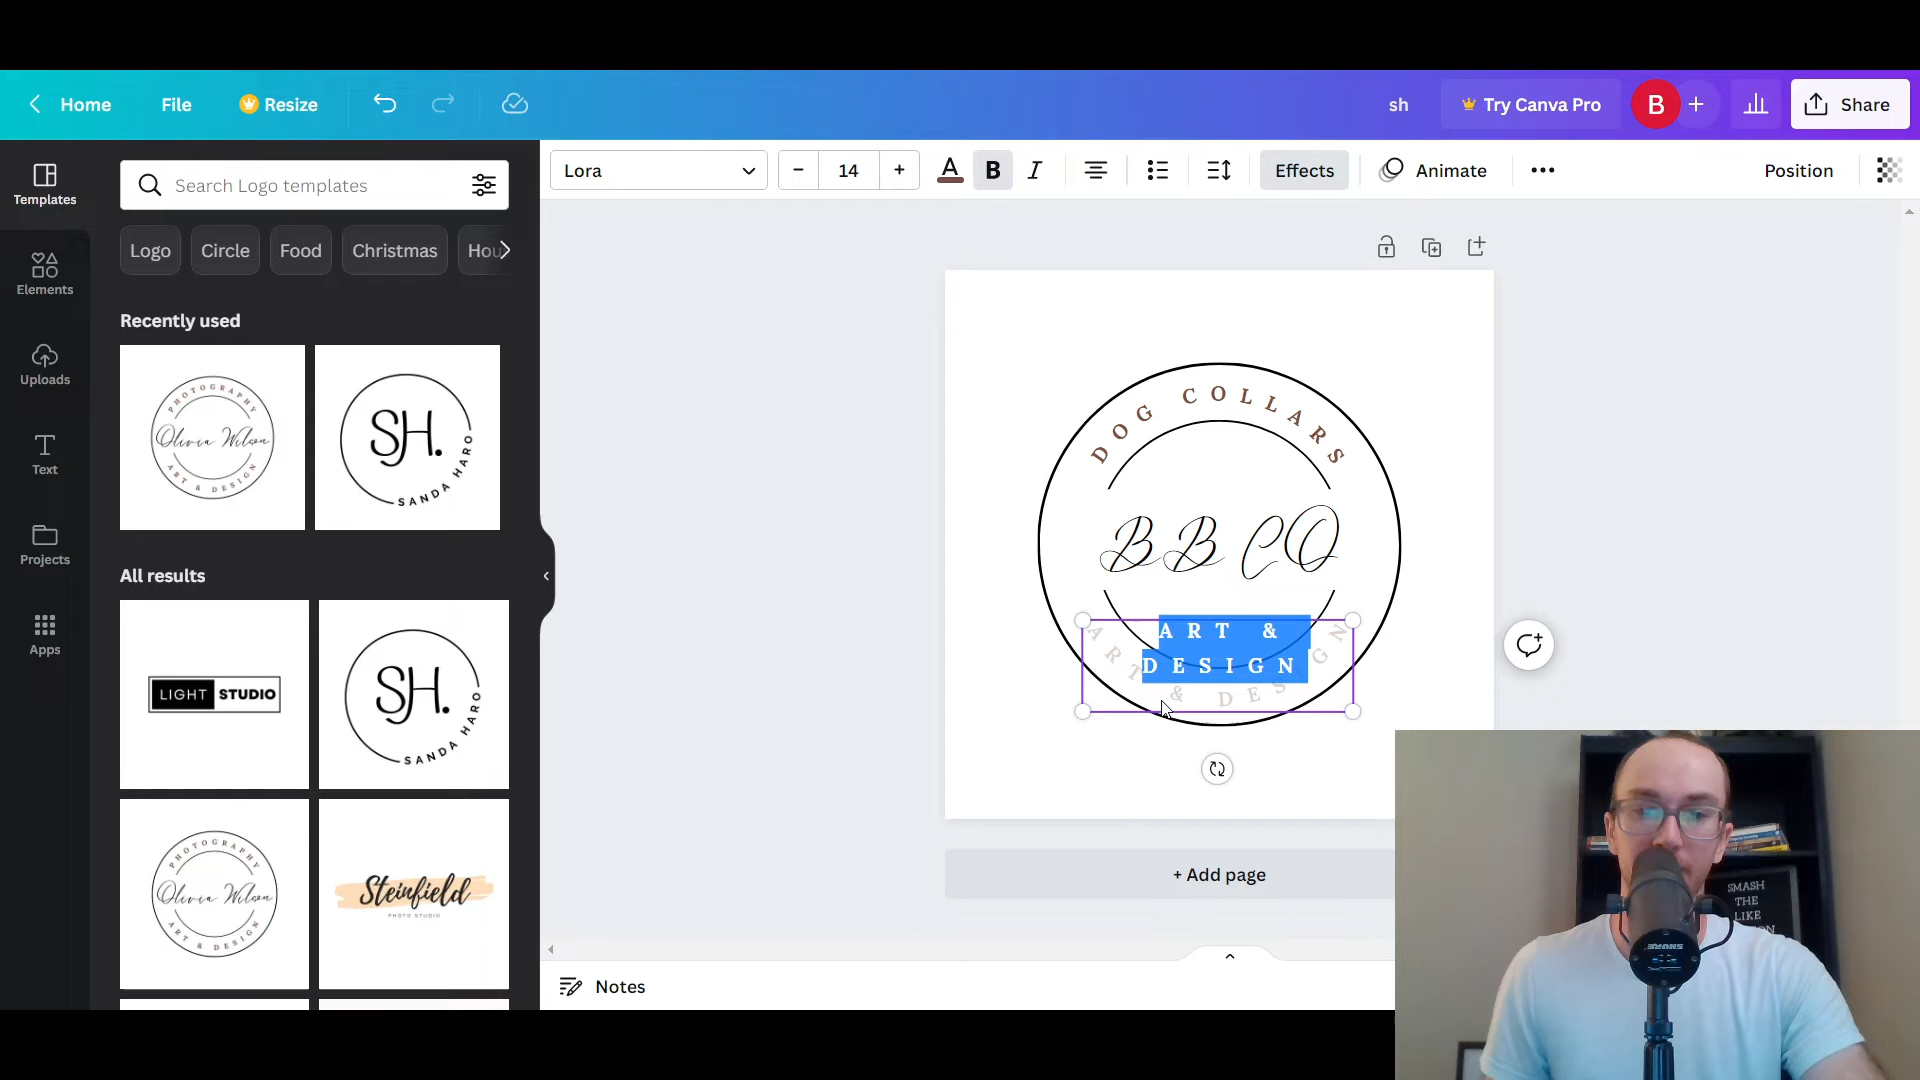 Home
File
Resize
sh
Try Canva Pro
B
Share
Templates
Elements
Uploads
Text
Projects
Apps
Search Logo templates
Logo
Circle
Food
Christmas
Hou
Recently used
PHOTOGRAPHY
Olivia Wilson
ART & DESIGN
SH.
SANDA HARO
All results
LIGHT STUDIO
SH.
SANDA HARO
PHOTOGRAPHY
Olivia Wilson
ART & DESIGN
Steinfield
PHOTO STUDIO
Lora
14
A
B
I
Effects
Animate
Position
DOG COLLARS
BB CO
ART &
DESIGN
ART & DESIGN
+ Add page
Notes
SMASH
THE
LIKE
SHURE